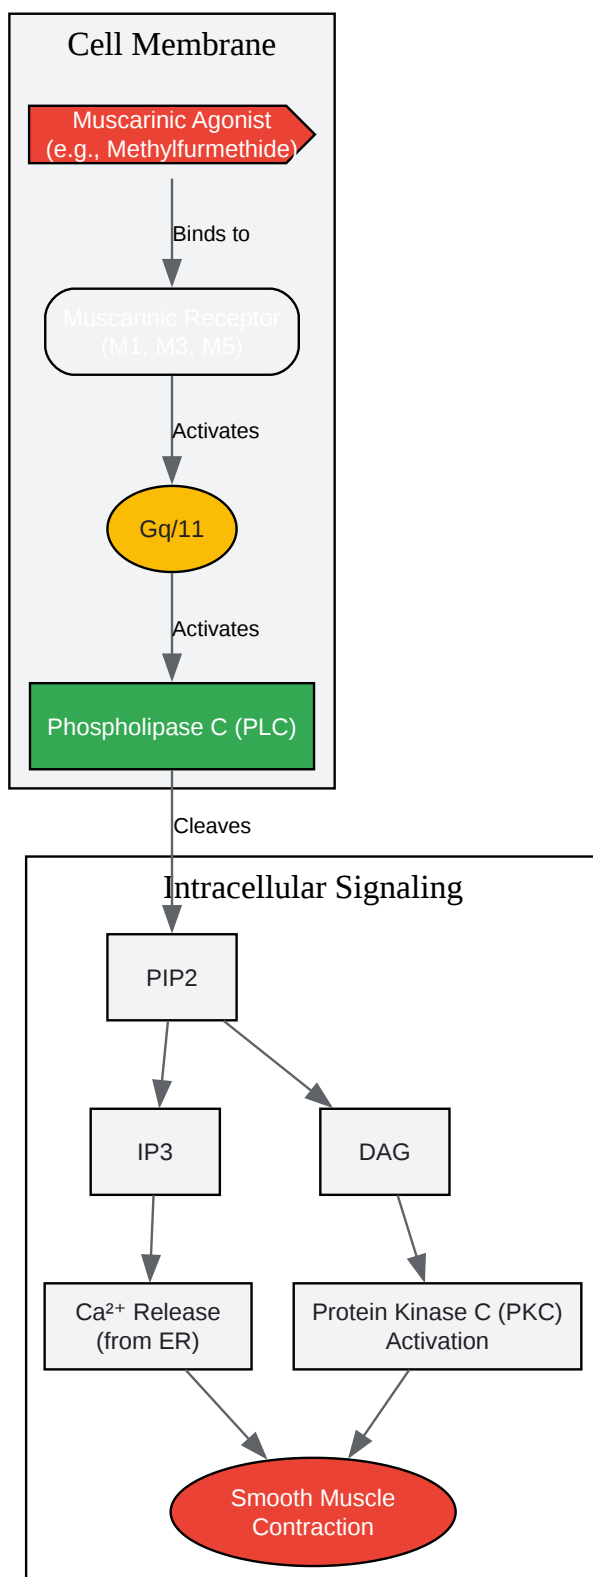 Cell Membrane
Muscarinic Agonist
(e.g., Methylfurmethide)
Binds to
Muscarinic Receptor
(M1, M3, M5)
Activates
Gq/11
Activates
Phospholipase C (PLC)
Cleaves
Intracellular Signaling
PIP2
IP3
DAG
Ca²⁺ Release
(from ER)
Protein Kinase C (PKC)
Activation
Smooth Muscle
Contraction